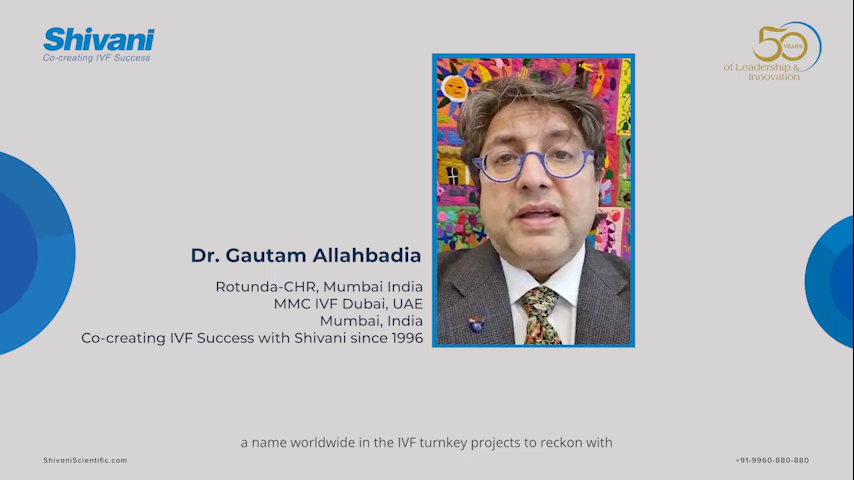 Shivani
Co-creating IVF Success
50
YEARS
of Leadership &
Innovation
Dr. Gautam Allahbadia
Rotunda-CHR, Mumbai India
MMC IVF Dubai, UAE
Mumbai, India
Co-creating IVF Success with Shivani since 1996
a name worldwide in the IVF turnkey projects to reckon with
ShivaniScientific.com
+91-9960-880-880